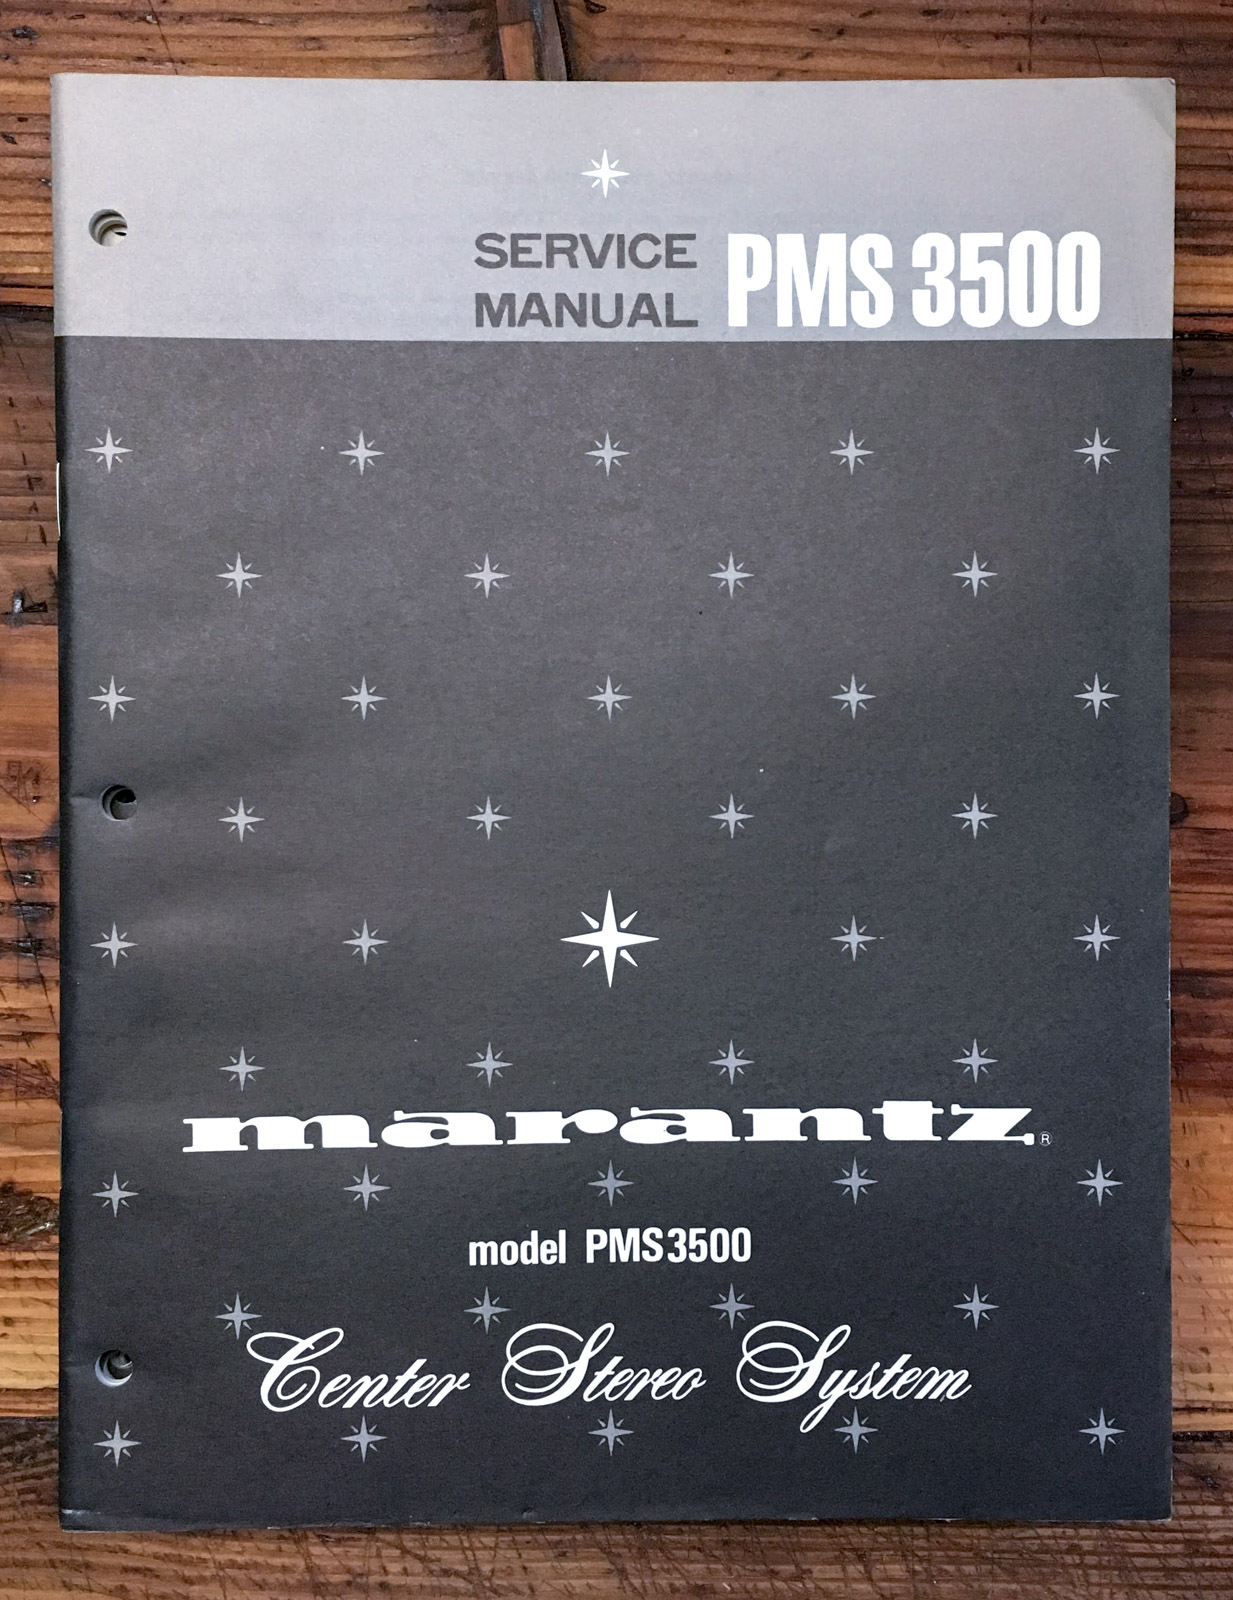 SERVICE
MANUAL PMS 3500
marantz®
model PMS3500
Center Stereo System